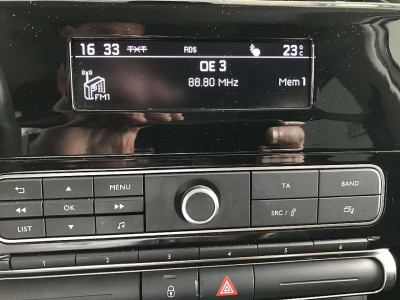 16 33 TXT RDS 23°C
OE 3
88.80 MHz Mem 1
FM1
MENU TA BAND
OK SRC /
LIST
1 2 3 4 5 6